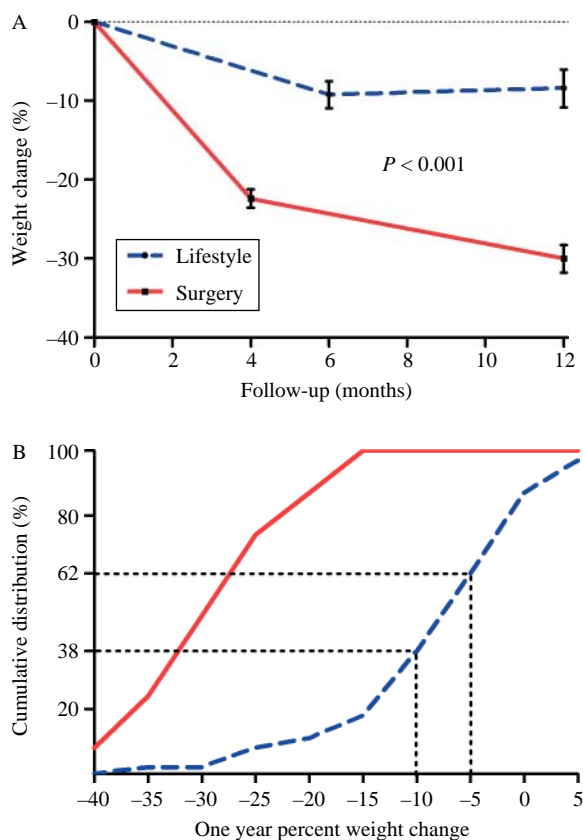 A
Weight change (%)
0
–10
–20
–30
–40
P < 0.001
Lifestyle
Surgery
0 2 4 6 8 10 12
Follow-up (months)
B
Cumulative distribution (%)
100
80
62
38
20
–40 –35 –30 –25 –20 –15 –10 –5 0 5
One year percent weight change